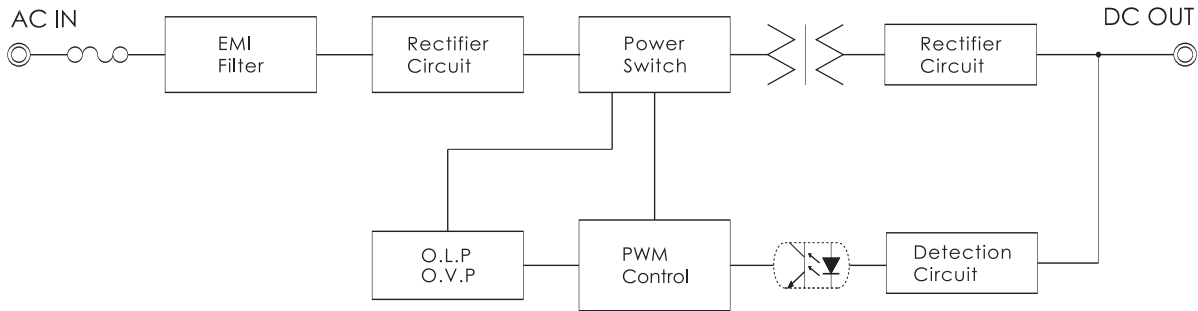 AC IN
DC OUT
EMI
Filter
Rectifier
Circuit
Power
Switch
Rectifier
Circuit
O.L.P
O.V.P
PWM
Control
Detection
Circuit